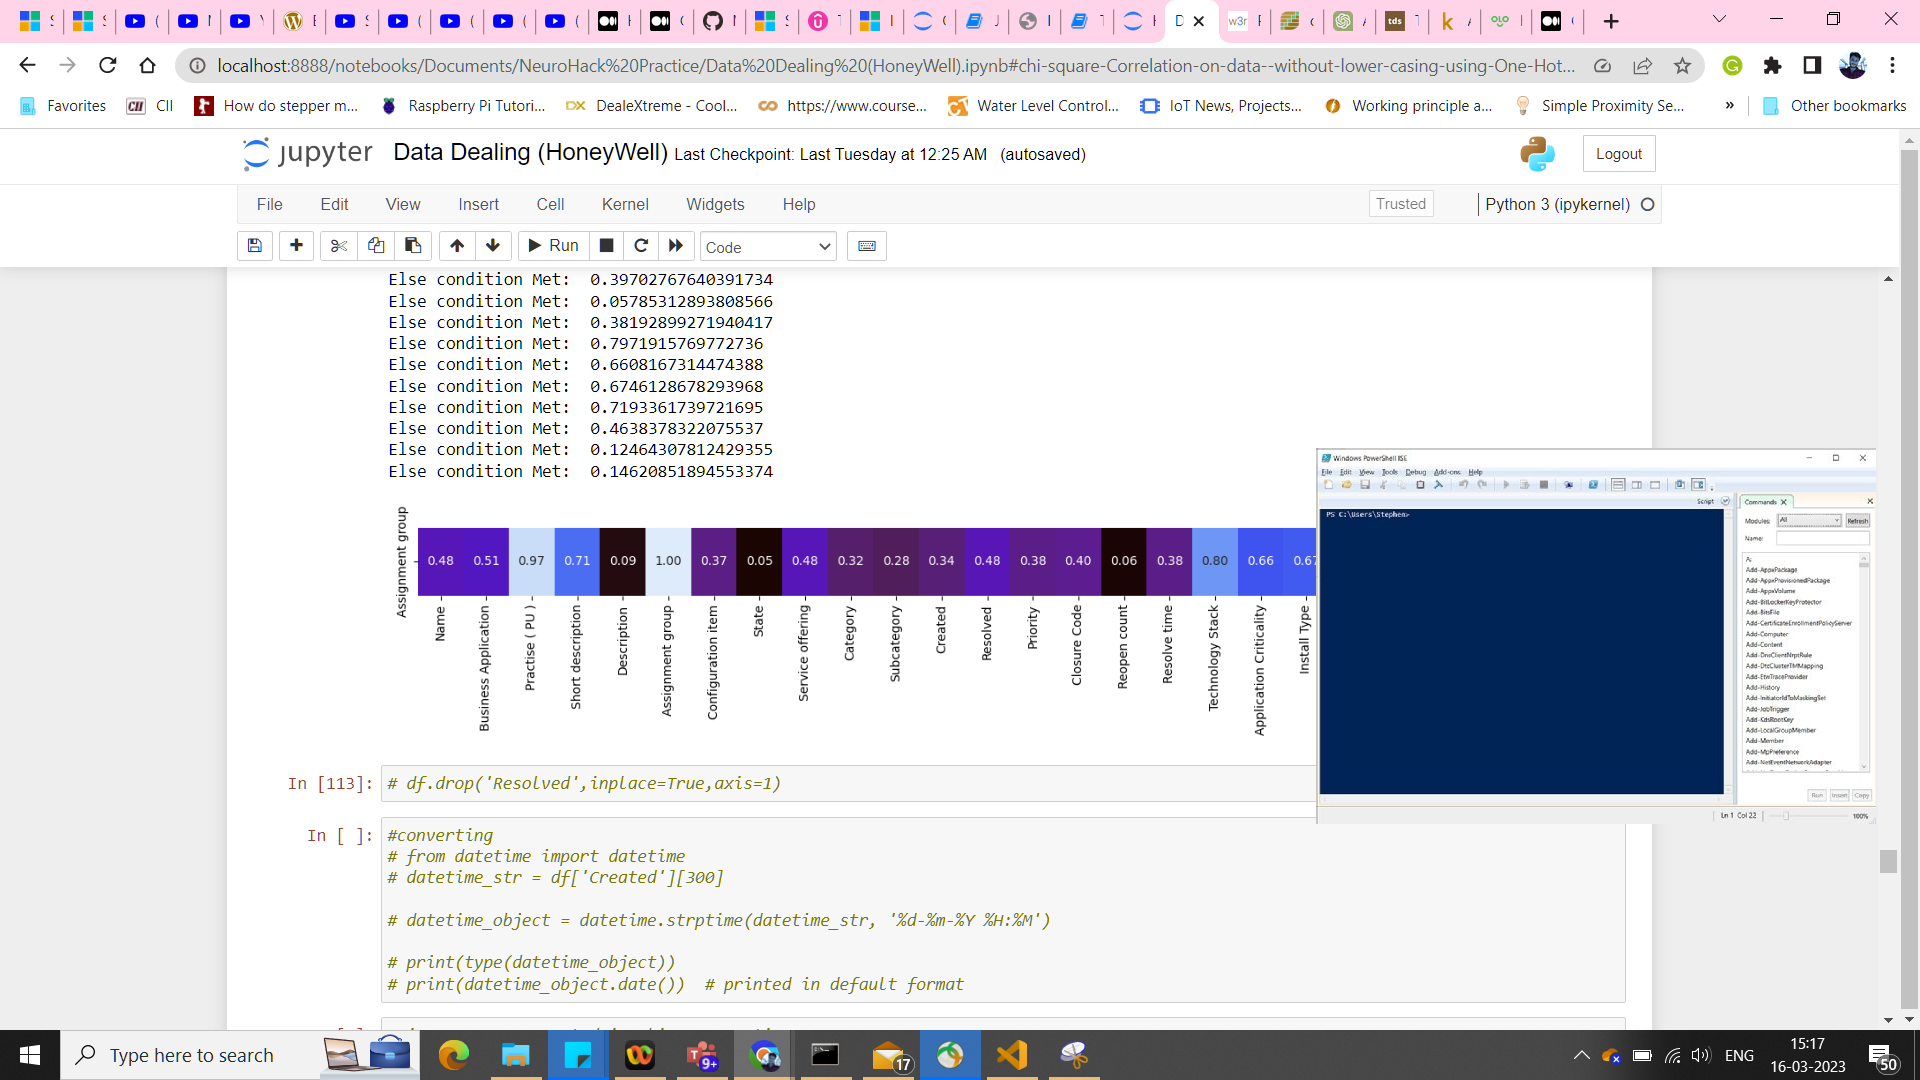 localhost:8888/notebooks/Documents/NeuroHack%20Practice/Data%20Dealing%20(HoneyWell).ipynb#chi-square-Correlation-on-data--without-lower-casing-using-One-Hot...
Favorites CII How do stepper m... Raspberry Pi Tutori... DealeXtreme - Cool... https://www.course... Water Level Control... IoT News, Projects... Working principle a... Simple Proximity Se... » Other bookmarks
jupyter Data Dealing (HoneyWell) Last Checkpoint: Last Tuesday at 12:25 AM (autosaved) Logout
File Edit View Insert Cell Kernel Widgets Help Trusted Python 3 (ipykernel)
Run Code
Else condition Met: 0.39702767640391734
Else condition Met: 0.05785312893808566
Else condition Met: 0.38192899271940417
Else condition Met: 0.7971915769772736
Else condition Met: 0.6608167314474388
Else condition Met: 0.6746128678293968
Else condition Met: 0.7193361739721695
Else condition Met: 0.4638378322075537
Else condition Met: 0.12464307812429355
Else condition Met: 0.14620851894553374
Assignment group
0.48 0.51 0.97 0.71 0.09 1.00 0.37 0.05 0.48 0.32 0.28 0.34 0.48 0.38 0.40 0.06 0.38 0.80 0.66 0.67
Name
Business Application
Practise ( PU )
Short description
Description
Assignment group
Configuration item
State
Service offering
Category
Subcategory
Created
Resolved
Priority
Closure Code
Reopen count
Resolve time
Technology Stack
Application Criticality
Install Type
Windows PowerShell ISE
File Edit View Tools Debug Add-ons Help
Script
PS C:\Users\Stephen>
Commands
Modules: All Refresh
Name:
A:
Add-AppxPackage
Add-AppxProvisionedPackage
Add-AppxVolume
Add-BitLockerKeyProtector
Add-BitsFile
Add-CertificateEnrollmentPolicyServer
Add-Computer
Add-Content
Add-DnsClientNrptRule
Add-DtcClusterTMMapping
Add-EtwTraceProvider
Add-History
Add-InitiatorIdToMaskingSet
Add-JobTrigger
Add-KdsRootKey
Add-LocalGroupMember
Add-Member
Add-MpPreference
Add-NetEventNetworkAdapter
Run Insert Copy
Ln 1 Col 22 100%
In [113]: # df.drop('Resolved',inplace=True,axis=1)
In [ ]: #converting
# from datetime import datetime
# datetime_str = df['Created'][300]
# datetime_object = datetime.strptime(datetime_str, '%d-%m-%Y %H:%M')
# print(type(datetime_object))
# print(datetime_object.date())  # printed in default format
Type here to search
9+
17
ENG
15:17
16-03-2023
50